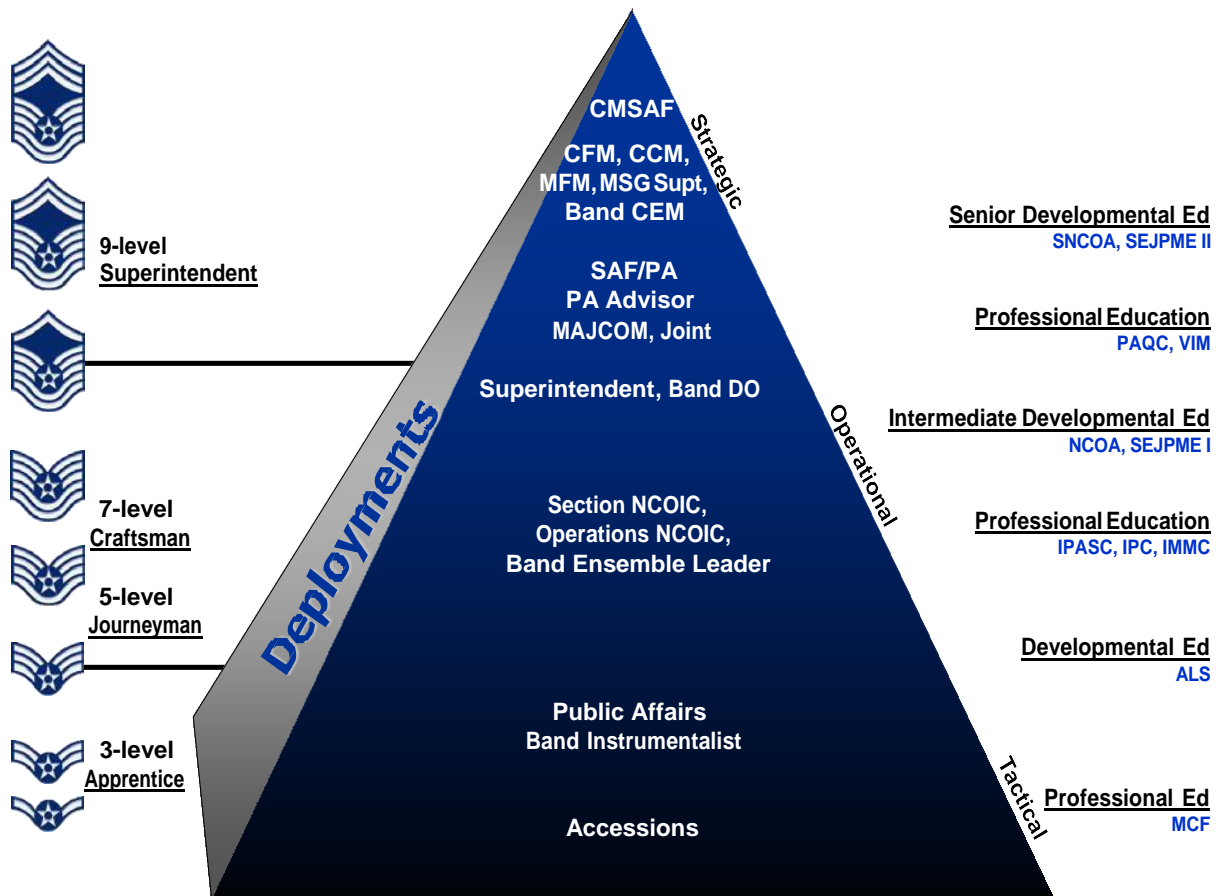 CMSAF
CFM, CCM,
MFM, MSG Supt,
Band CEM
SAF/PA
PA Advisor
MAJCOM, Joint
Superintendent, Band DO
Section NCOIC,
Operations NCOIC,
Band Ensemble Leader
Public Affairs
Band Instrumentalist
Accessions
Deployments
Strategic
Operational
Tactical
9-level
Superintendent
7-level
Craftsman
5-level
Journeyman
3-level
Apprentice
Senior Developmental Ed
SNCOA, SEJPME II
Professional Education
PAQC, VIM
Intermediate Developmental Ed
NCOA, SEJPME I
Professional Education
IPASC, IPC, IMMC
Developmental Ed
ALS
Professional Ed
MCF